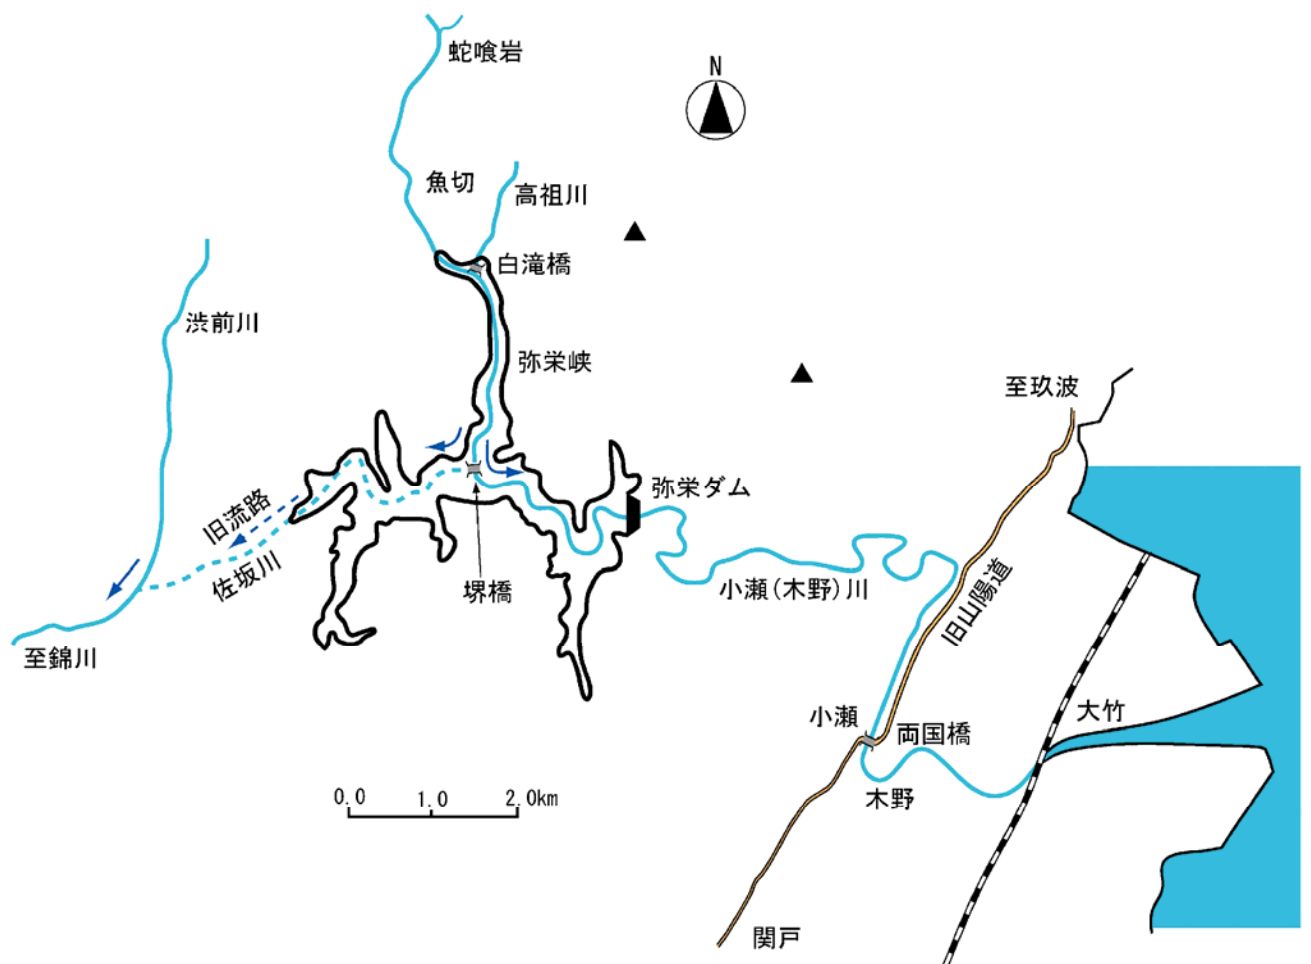 蛇喰岩
N
魚切
高祖川
白滝橋
渋前川
弥栄峡
至玖波
弥栄ダム
旧流路
佐坂川
堺橋
小瀬(木野)川
旧山陽道
至錦川
小瀬
両国橋
大竹
0.0 1.0 2.0km
木野
関戸